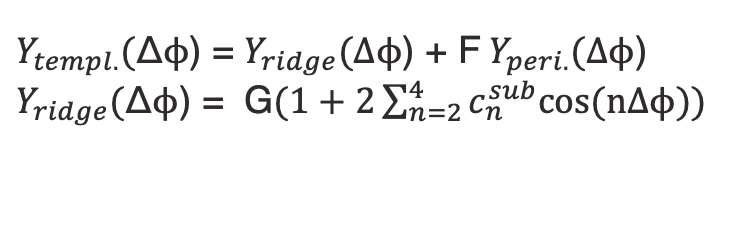 Y_templ.(Δϕ) = Y_ridge(Δϕ) + F Y_peri.(Δϕ)
Y_ridge(Δϕ) = G(1 + 2 ∑_{n=2}^{4} c_n^{sub} cos(nΔϕ))